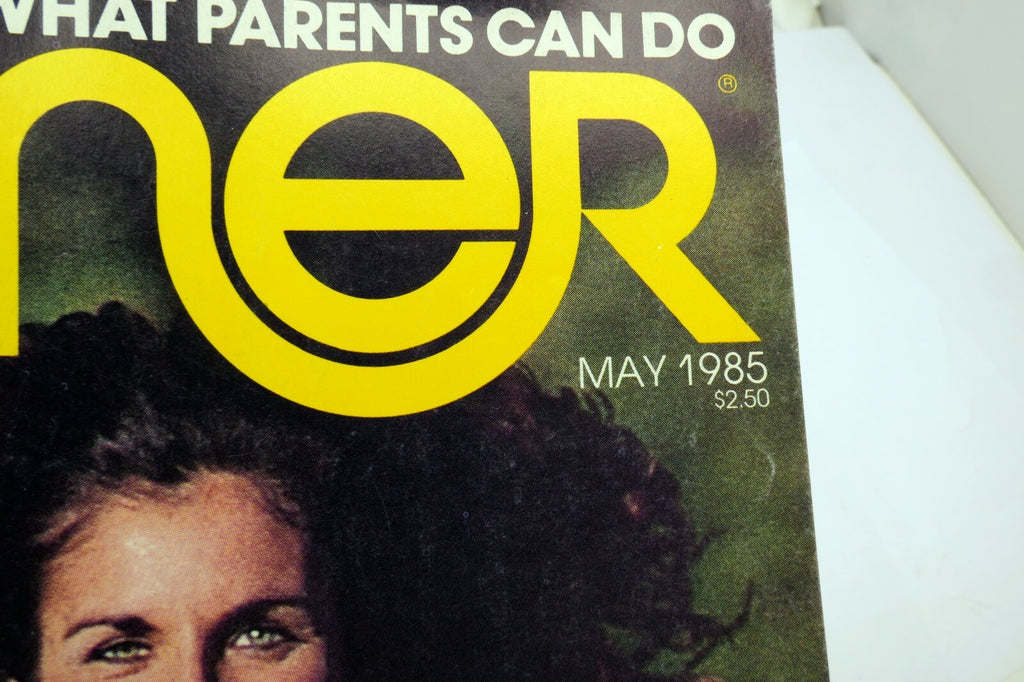 WHAT PARENTS CAN DO
neR®
MAY 1985
$2.50